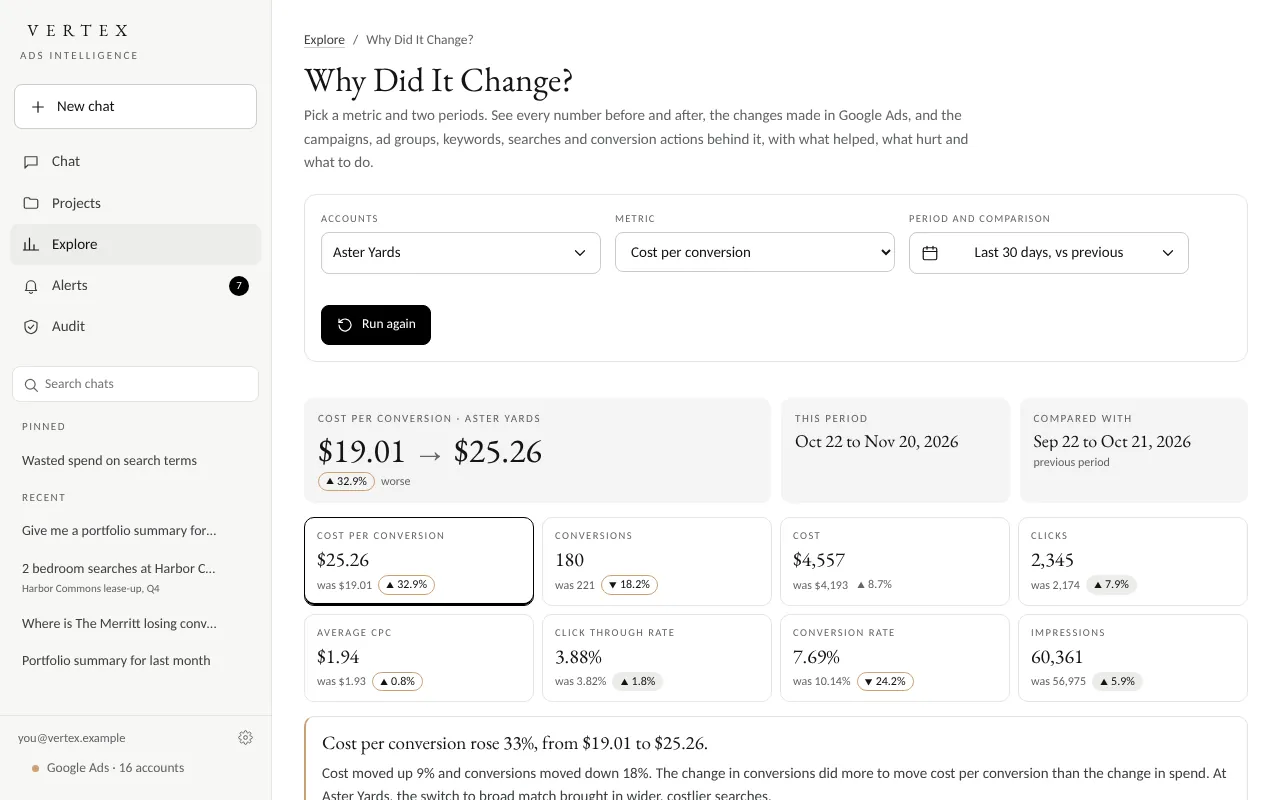 VERTEX
ADS INTELLIGENCE
New chat
Chat
Projects
Explore
Alerts
7
Audit
Search chats
PINNED
Wasted spend on search terms
RECENT
Give me a portfolio summary for...
2 bedroom searches at Harbor C...
Harbor Commons lease-up, Q4
Where is The Merritt losing conv...
Portfolio summary for last month
you@vertex.example
Google Ads · 16 accounts
Explore / Why Did It Change?
Why Did It Change?
Pick a metric and two periods. See every number before and after, the changes made in Google Ads, and the
campaigns, ad groups, keywords, searches and conversion actions behind it, with what helped, what hurt and
what to do.
ACCOUNTS
Aster Yards
METRIC
Cost per conversion
PERIOD AND COMPARISON
Last 30 days, vs previous
Run again
COST PER CONVERSION · ASTER YARDS
$19.01 → $25.26
▲ 32.9% worse
THIS PERIOD
Oct 22 to Nov 20, 2026
COMPARED WITH
Sep 22 to Oct 21, 2026
previous period
COST PER CONVERSION
$25.26
was $19.01 ▲ 32.9%
CONVERSIONS
180
was 221 ▼ 18.2%
COST
$4,557
was $4,193 ▲ 8.7%
CLICKS
2,345
was 2,174 ▲ 7.9%
AVERAGE CPC
$1.94
was $1.93 ▲ 0.8%
CLICK THROUGH RATE
3.88%
was 3.82% ▲ 1.8%
CONVERSION RATE
7.69%
was 10.14% ▼ 24.2%
IMPRESSIONS
60,361
was 56,975 ▲ 5.9%
Cost per conversion rose 33%, from $19.01 to $25.26.
Cost moved up 9% and conversions moved down 18%. The change in conversions did more to move cost per conversion than the change in spend. At
Aster Yards, the switch to broad match brought in wider, costlier searches.